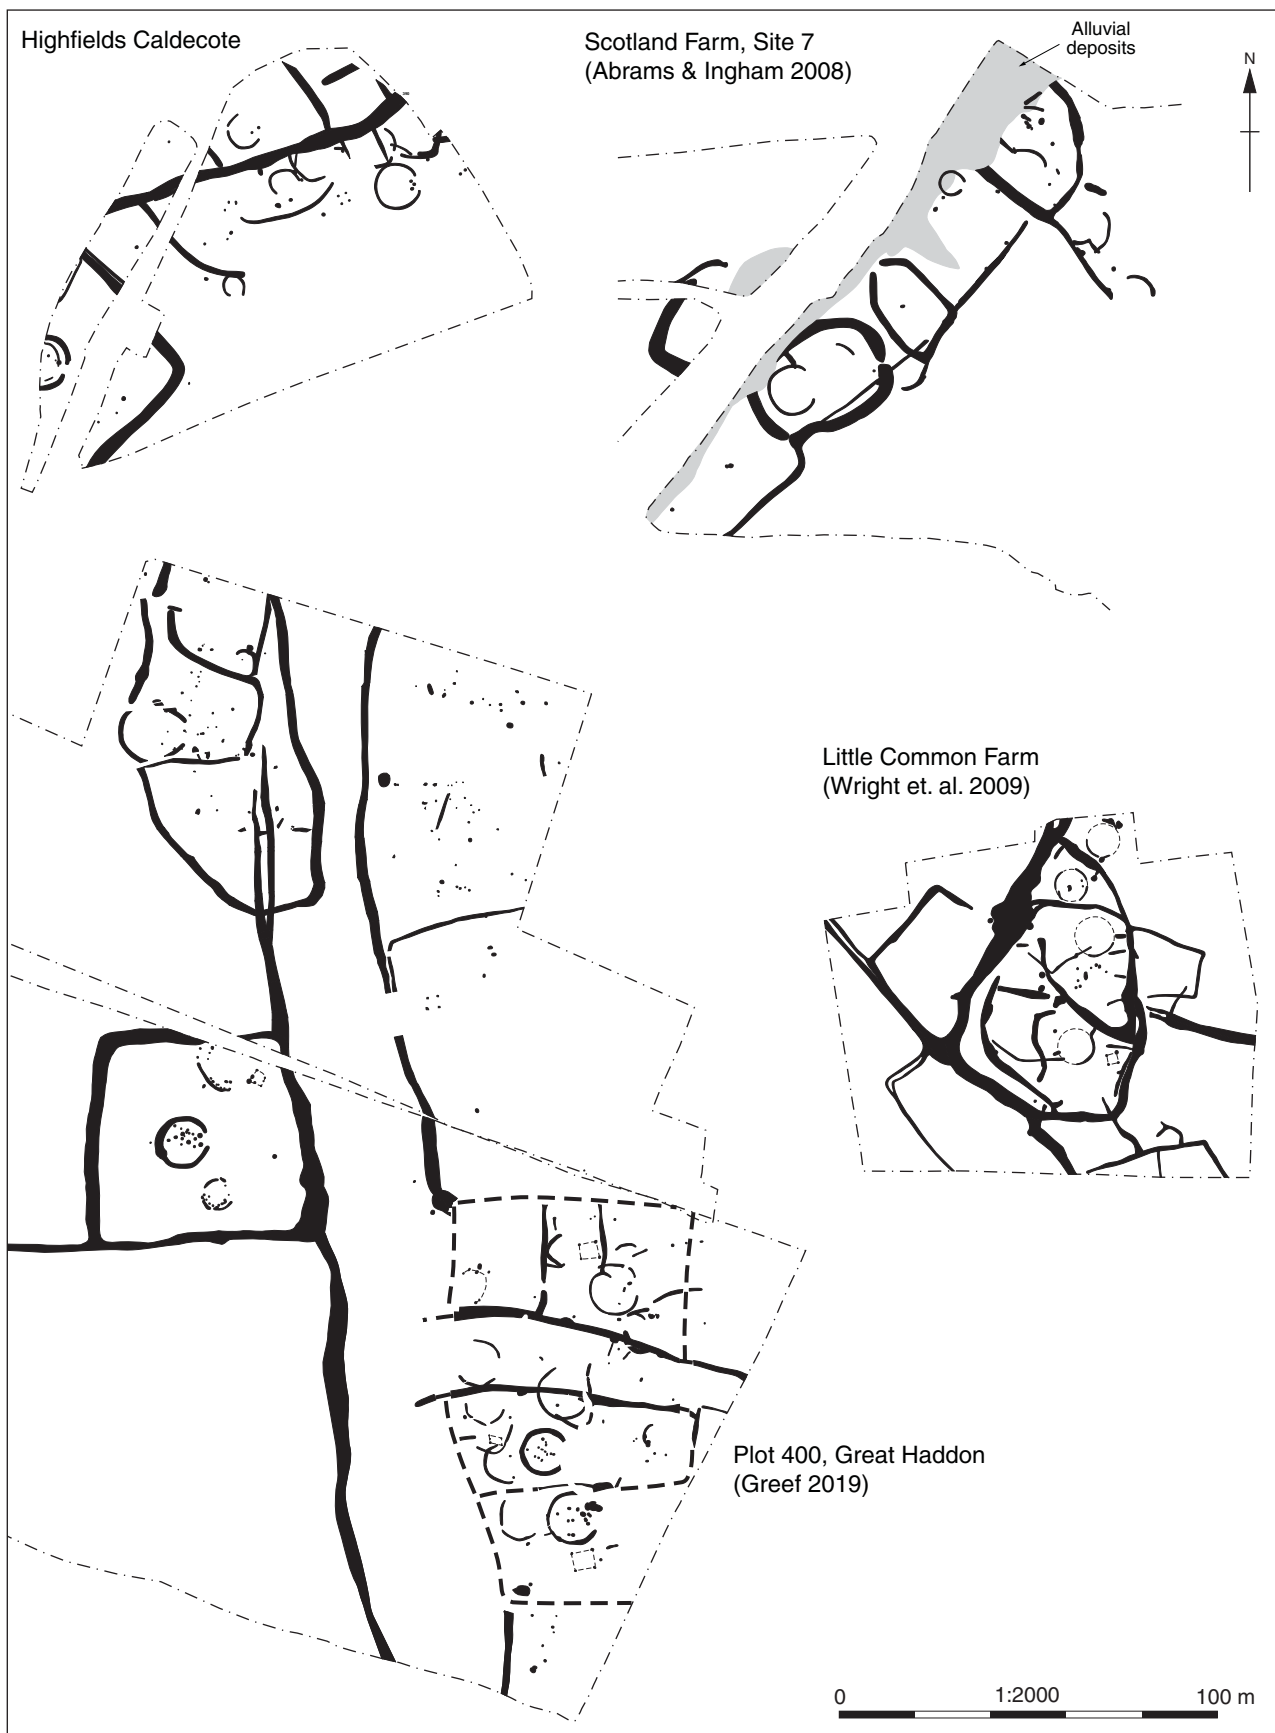 Highfields Caldecote
Scotland Farm, Site 7
(Abrams & Ingham 2008)
Alluvial
deposits
N
Little Common Farm
(Wright et. al. 2009)
Plot 400, Great Haddon
(Greef 2019)
0 1:2000 100 m